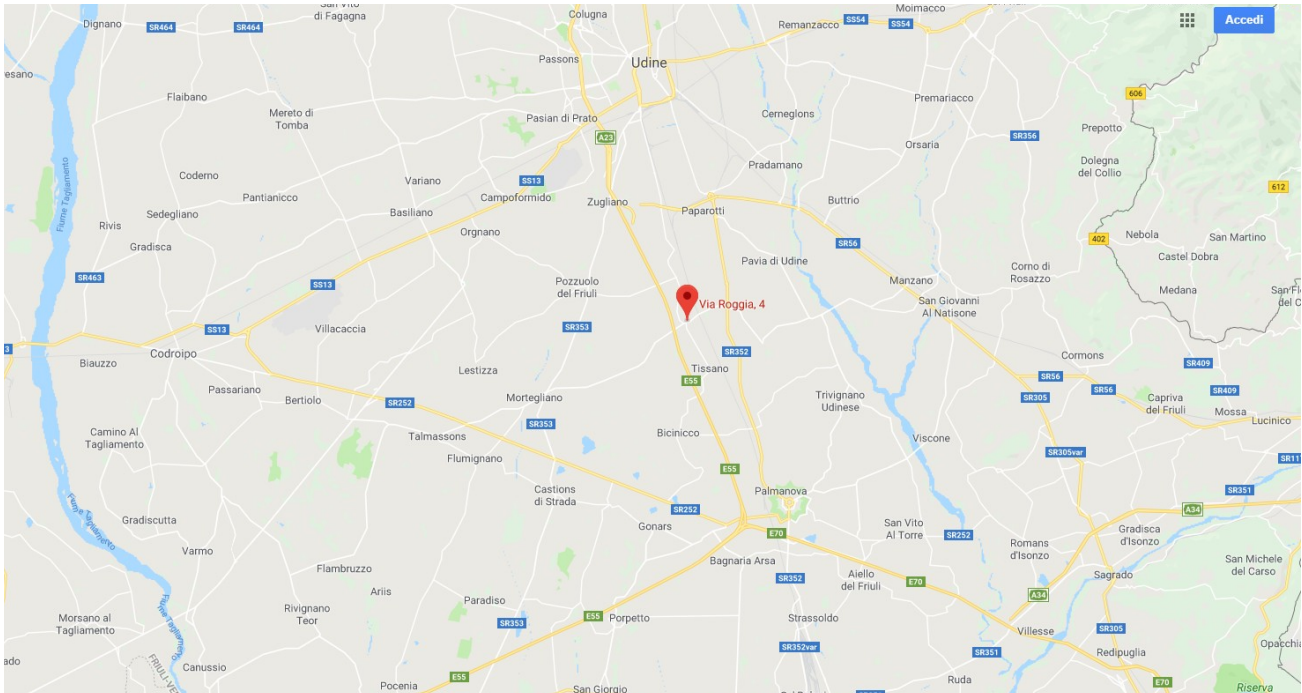 San Vito
di Fagagna
Colugna
Moimacco
Dignano
SR464
SR464
Remanzacco
SS54
SS54
Accedi
Passons
Udine
Flaibano
Mereto di
Tomba
Pasian di Prato
A23
Cerneglons
Premariacco
606
SR356
Prepotto
Orsaria
Dolegna
del Collio
Pradamano
Coderno
Variano
SS13
612
Pantianicco
Campoformido
Zugliano
Buttrio
Fiume Tagliamento
Sedegliano
Basiliano
Paparotti
Rivis
Orgnano
SR56
402
Nebola
San Martino
Gradisca
Castel Dobra
Pavia di Udine
SR463
SS13
Pozzuolo
del Friuli
Manzano
Corno di
Rosazzo
Medana
Via Roggia, 4
San Giovanni
Al Natisone
SS13
Villacaccia
SR353
Codroipo
SR352
Cormons
Biauzzo
Lestizza
Tissano
SR409
E55
SR56
SR56
SR409
Passariano
Bertiolo
SR252
Mortegliano
Trivignano
Udinese
SR305
Capriva
del Friuli
Mossa
SR353
Lucinico
Camino Al
Tagliamento
Talmassons
Bicinicco
Viscone
SR305var
Flumignano
E55
Castions
di Strada
Palmanova
SR351
Fiume Tagliamento
SR252
A34
Gradiscutta
Gonars
San Vito
Al Torre
SR252
Gradisca
d'Isonzo
E70
Romans
d'Isonzo
Varmo
Bagnaria Arsa
San Michele
del Carso
Flambruzzo
SR352
Aiello
del Friuli
E70
Sagrado
Ariis
Paradiso
A34
Rivignano
Teor
E55
Porpetto
Strassoldo
Morsano al
Tagliamento
SR353
Villesse
SR305
SR352var
SR351
Redipuglia
Canussio
E55
Pocenia
San Giorgio
Ruda
E70
Riserva